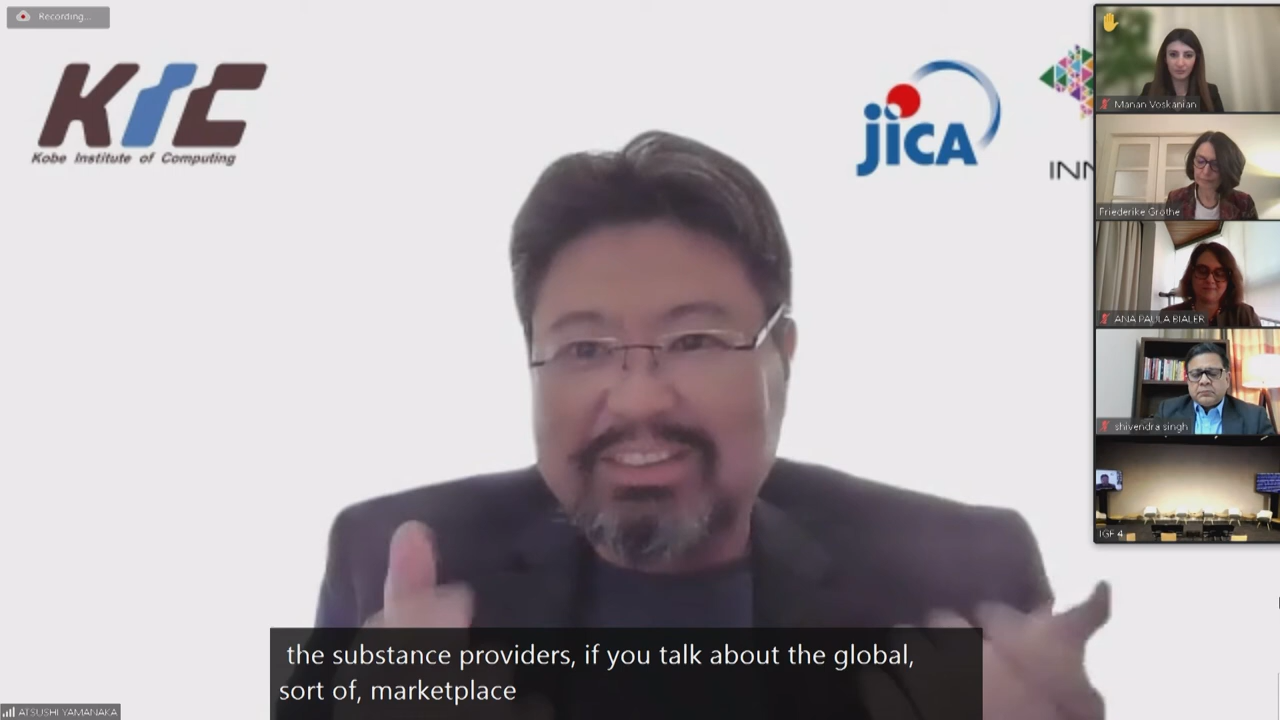 Recording...
KIC
Kobe Institute of Computing
jICA
INN
Manan Voskanian
Friederike Grothe
ANA PAULA BIALER
shivendra singh
IGF 4
the substance providers, if you talk about the global,
sort of, marketplace
ATSUSHI YAMANAKA